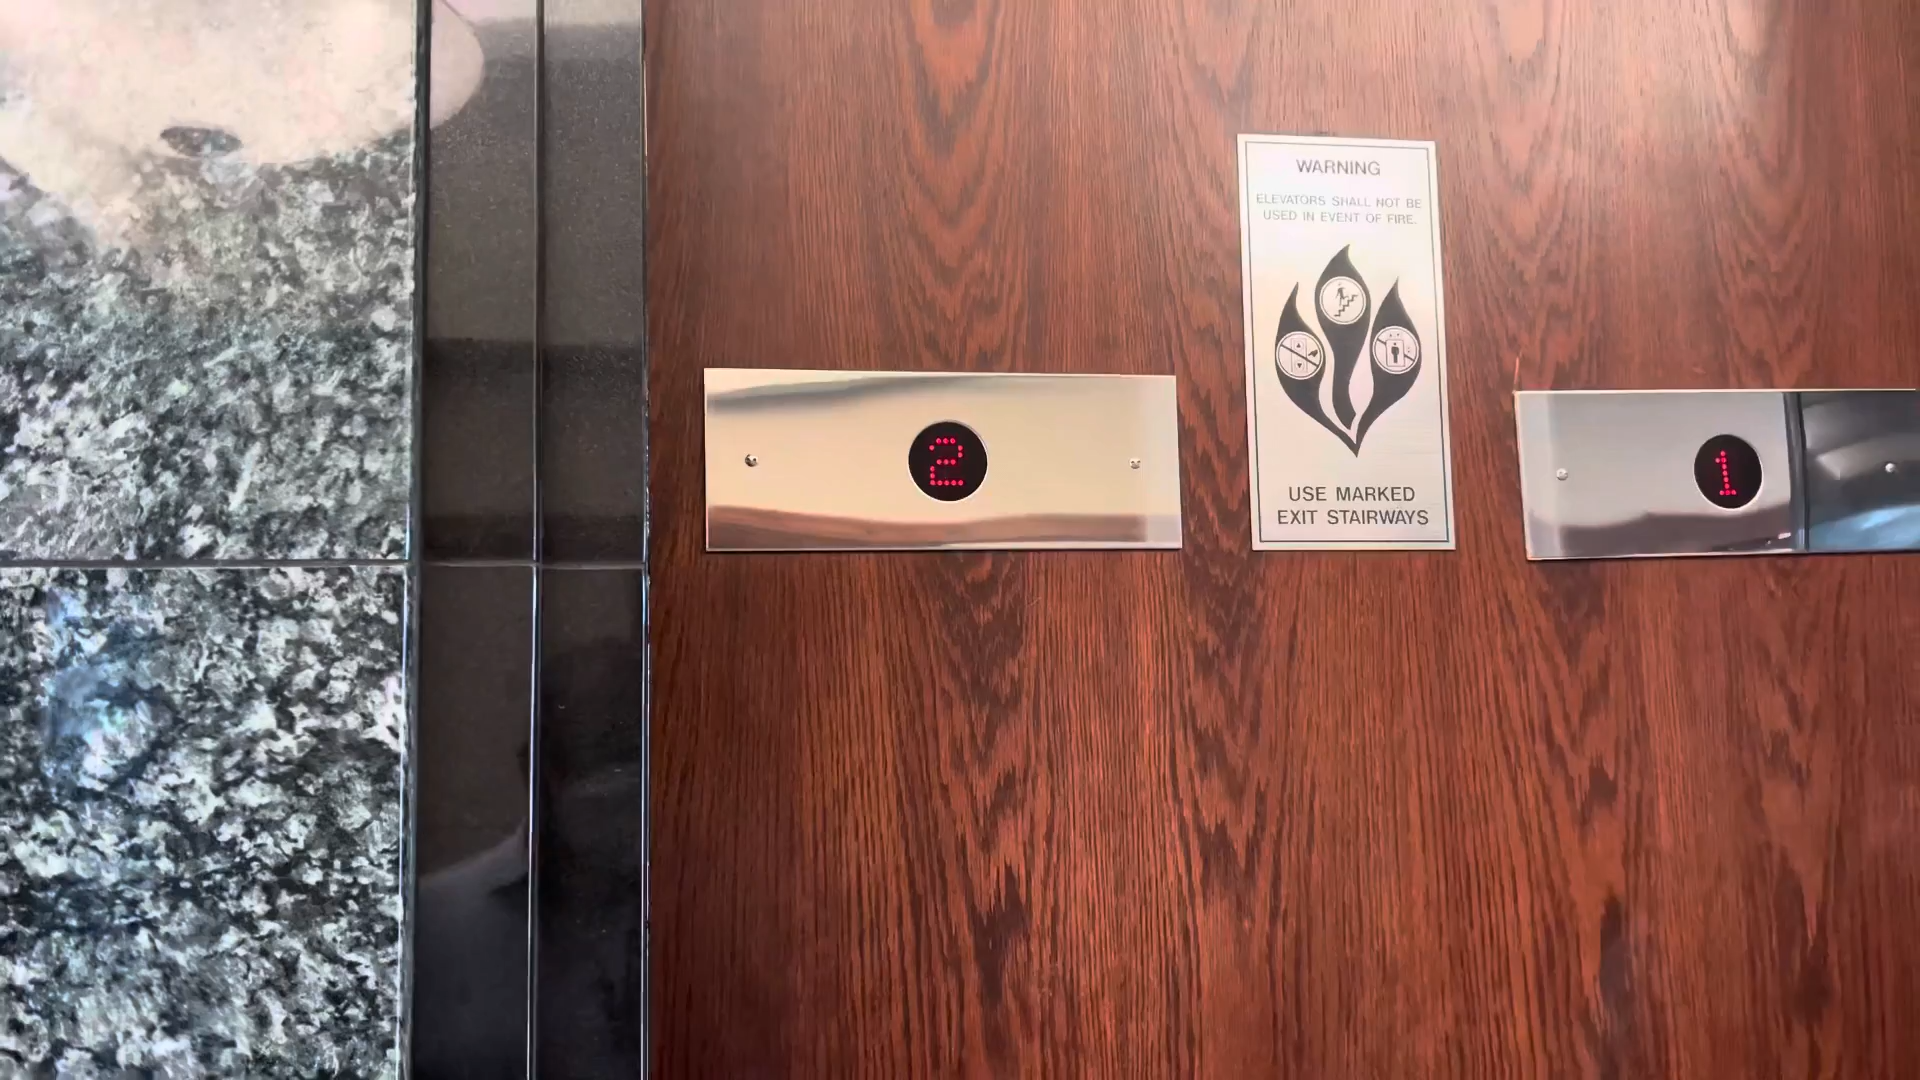 WARNING
ELEVATORS SHALL NOT BE
USED IN EVENT OF FIRE.
2
1
USE MARKED
EXIT STAIRWAYS